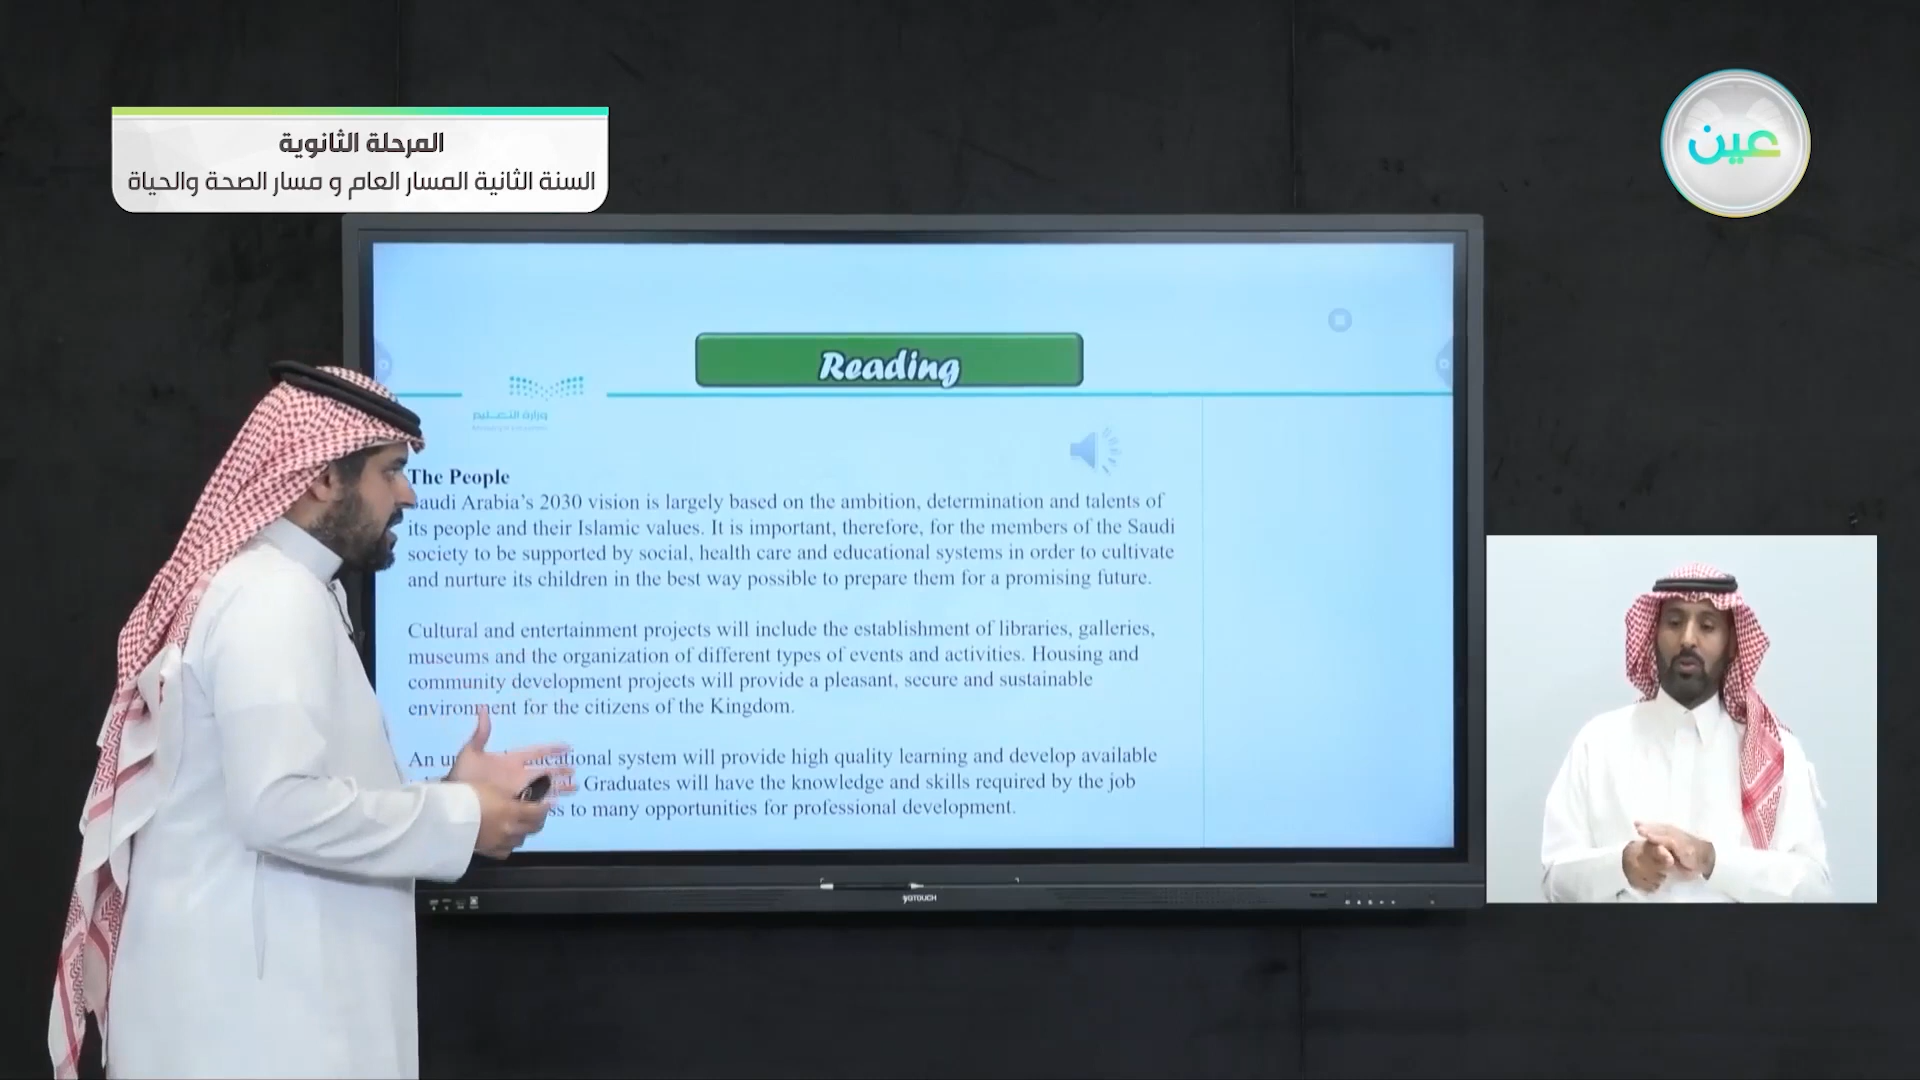 المرحلة الثانوية
السنة الثانية المسار العام و مسار الصحة والحياة
عين
Reading
وزارة التعليم
The People
Saudi Arabia's 2030 vision is largely based on the ambition, determination and talents of
its people and their Islamic values. It is important, therefore, for the members of the Saudi
society to be supported by social, health care and educational systems in order to cultivate
and nurture its children in the best way possible to prepare them for a promising future.
Cultural and entertainment projects will include the establishment of libraries, galleries,
museums and the organization of different types of events and activities. Housing and
community development projects will provide a pleasant, secure and sustainable
environment for the citizens of the Kingdom.
An system will provide high quality learning and develop available
Graduates will have the knowledge and skills required by the job
to many opportunities for professional development.